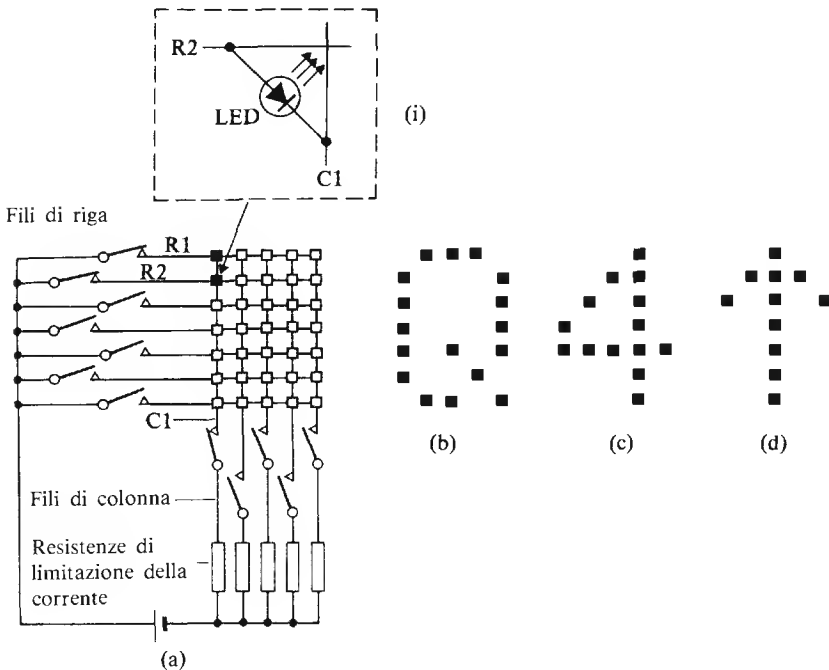 R2
LED
(i)
C1
Fili di riga
R1
R2
C1
(b)
(c)
(d)
Fili di colonna
Resistenze di
limitazione della
corrente
(a)